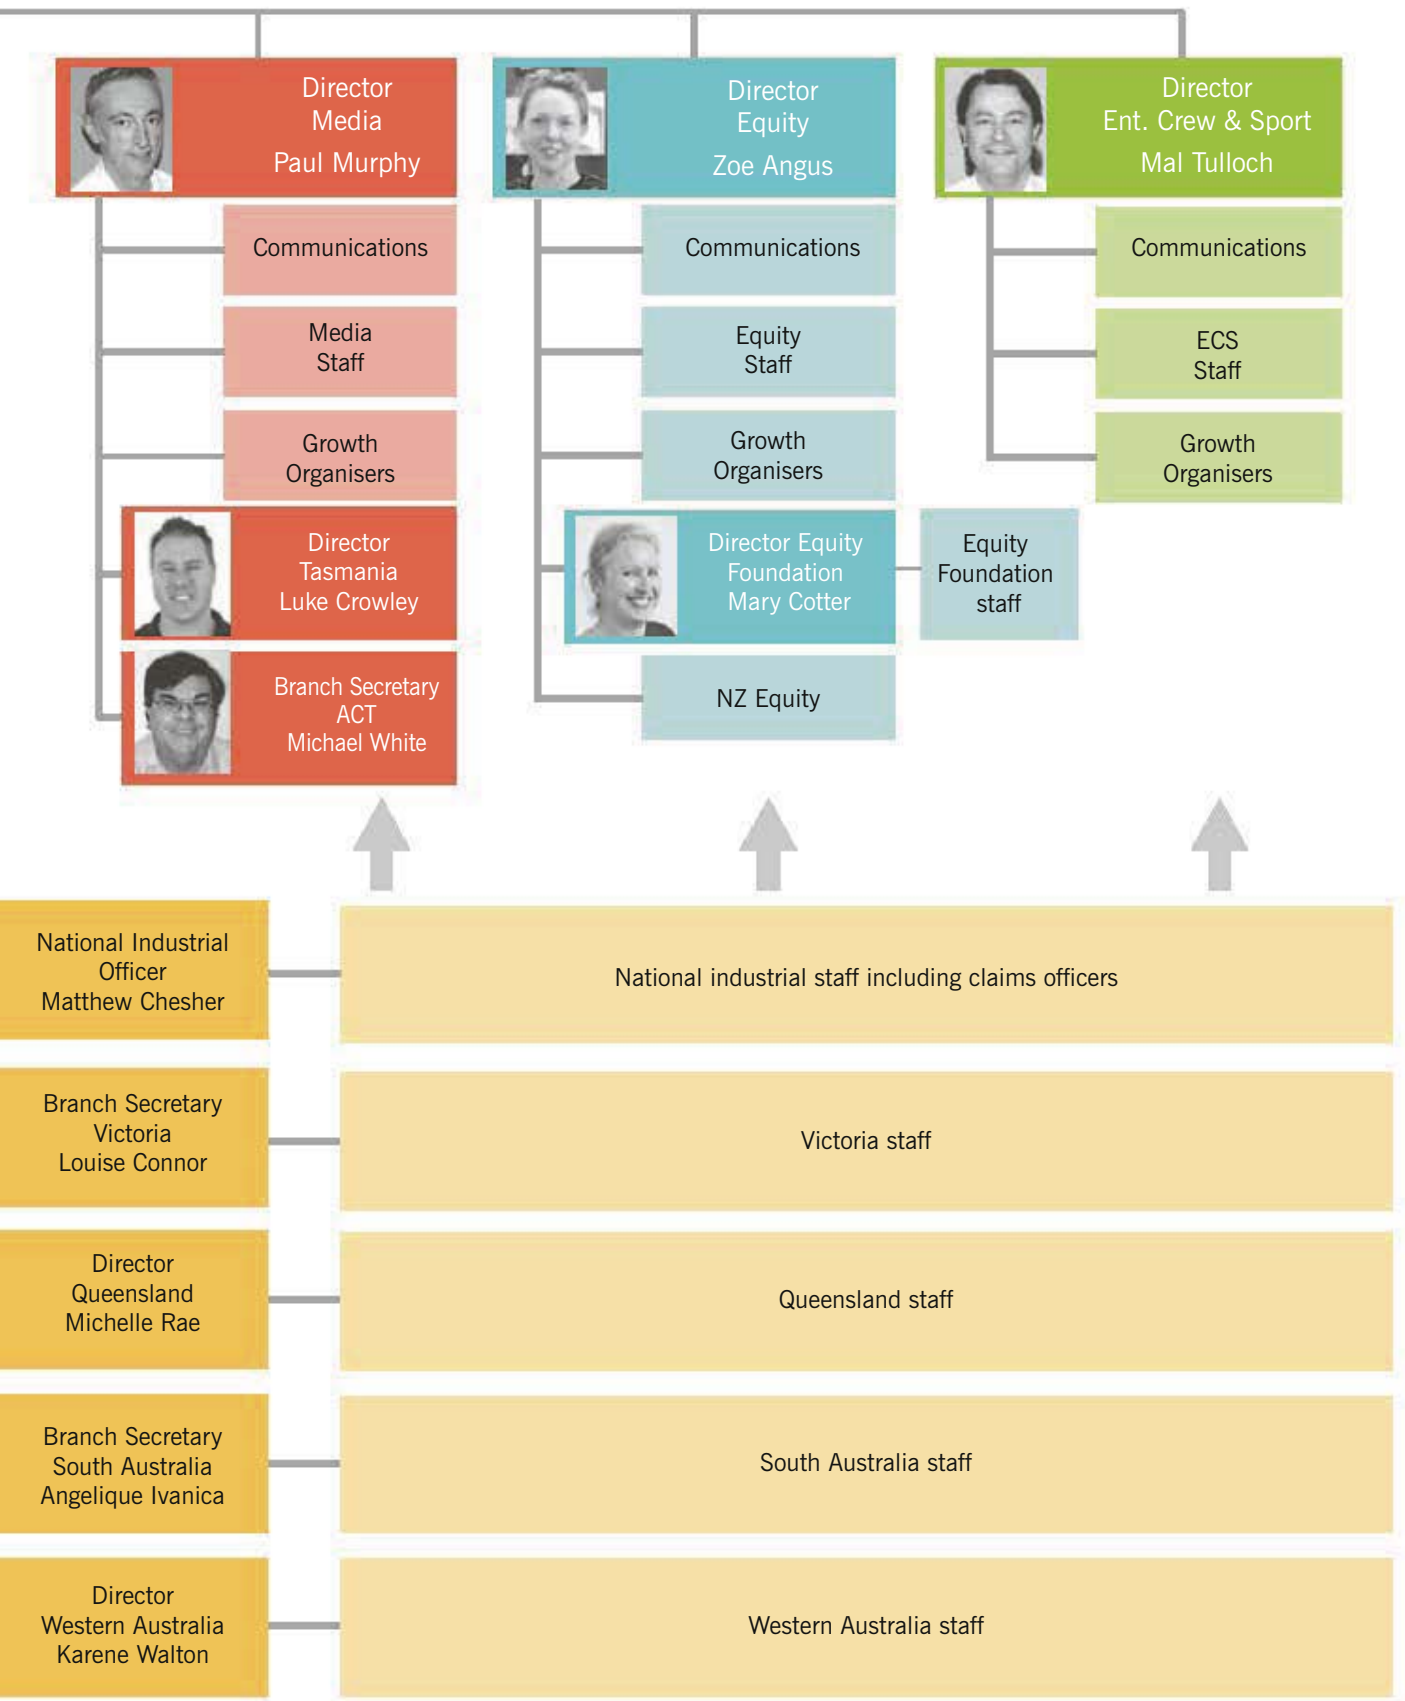 Director
Media
Paul Murphy
Communications
Media
Staff
Growth
Organisers
Director
Tasmania
Luke Crowley
Branch Secretary
ACT
Michael White
Director
Equity
Zoe Angus
Communications
Equity
Staff
Growth
Organisers
Director Equity
Foundation
Mary Cotter
Equity
Foundation
staff
NZ Equity
Director
Ent. Crew & Sport
Mal Tulloch
Communications
ECS
Staff
Growth
Organisers
National Industrial
Officer
Matthew Chesher
National industrial staff including claims officers
Branch Secretary
Victoria
Louise Connor
Victoria staff
Director
Queensland
Michelle Rae
Queensland staff
Branch Secretary
South Australia
Angelique Ivanica
South Australia staff
Director
Western Australia
Karene Walton
Western Australia staff